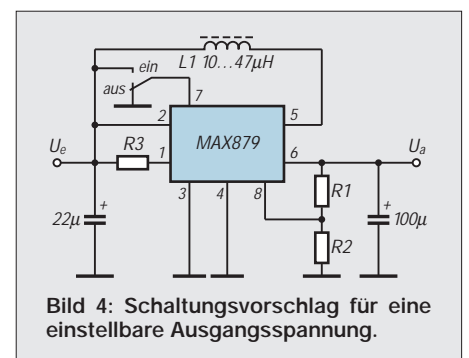 L1 10...47µH
ein
aus
7
2
5
MAX879
Ue
R3
1
6
Ua
3
4
8
R1
+
22µ
+
100µ
R2
Bild 4: Schaltungsvorschlag für eine
einstellbare Ausgangsspannung.